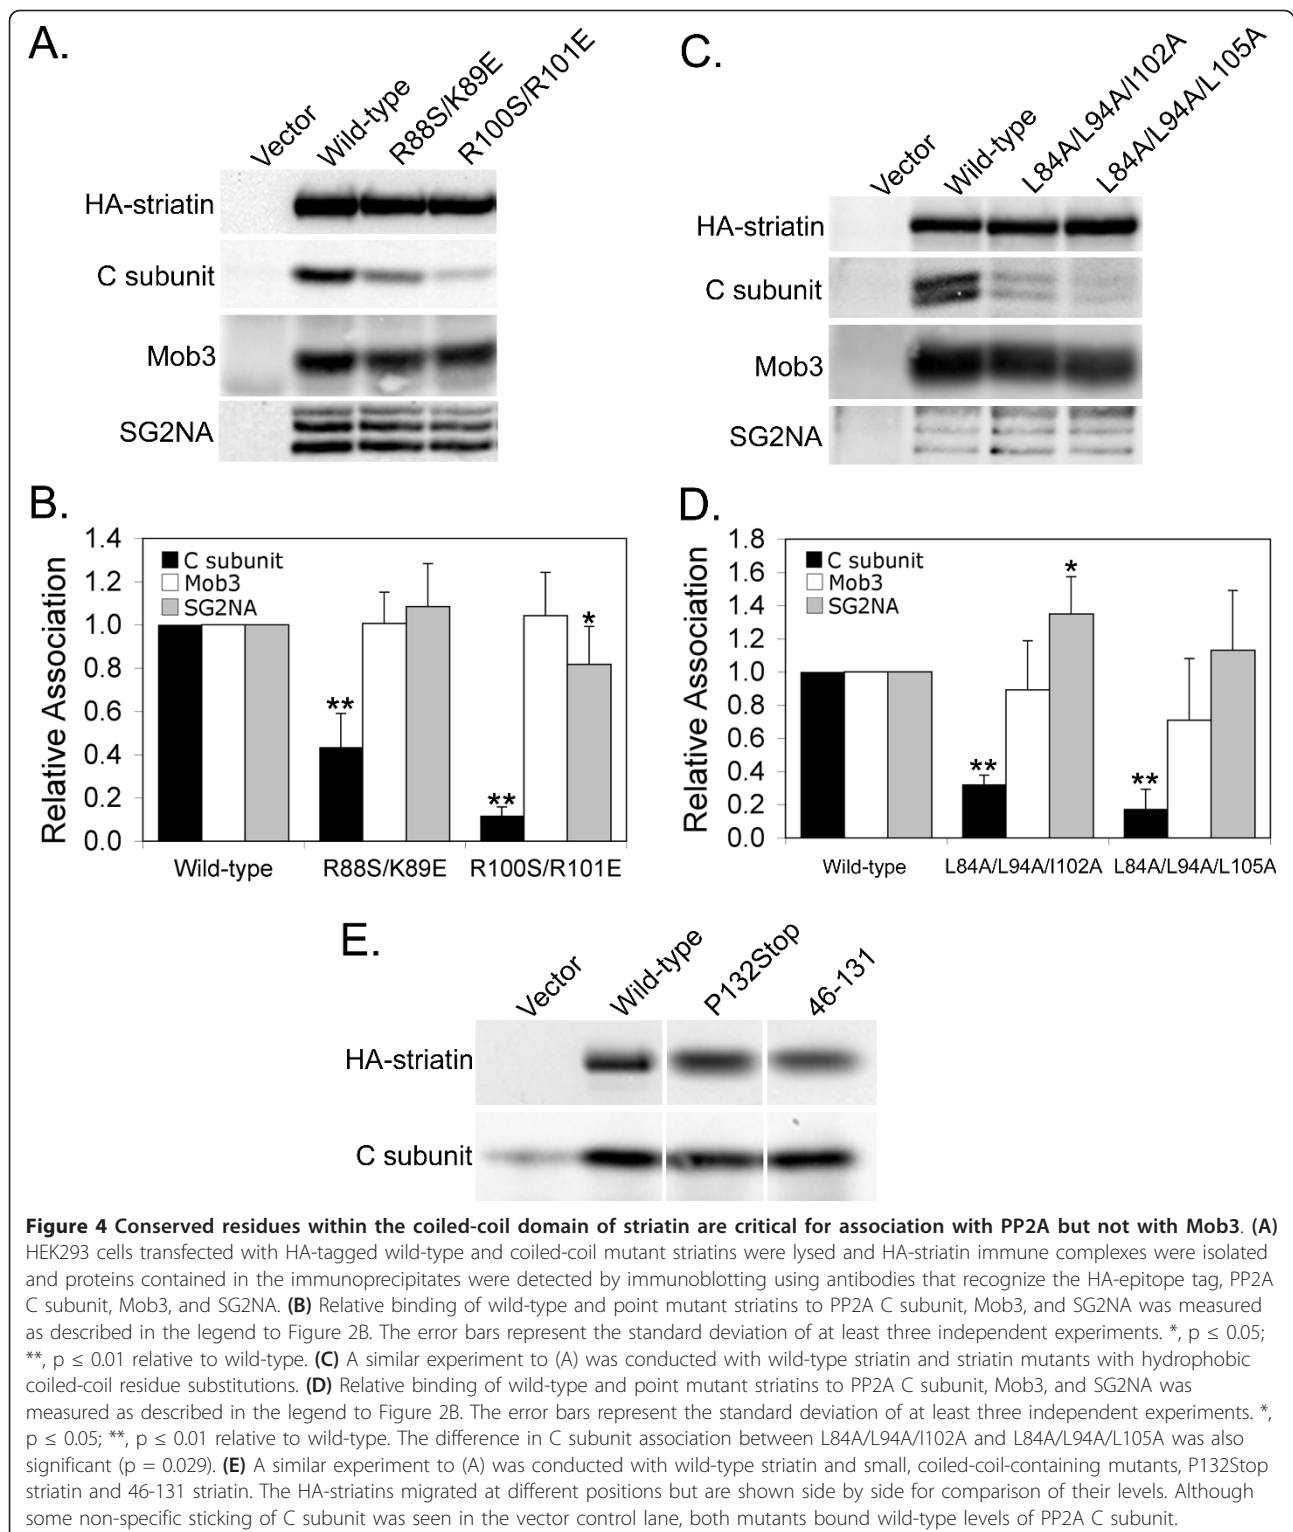 A.
Vector
Wild-type
R88S/K89E
R100S/R101E
HA-striatin
C subunit
Mob3
SG2NA
C.
Vector
Wild-type
L84A/L94A/I102A
L84A/L94A/L105A
HA-striatin
C subunit
Mob3
SG2NA
B.
Relative Association
1.4
1.2
1.0
0.8
0.6
0.4
0.2
0.0
C subunit
Mob3
SG2NA
**
**
*
Wild-type
R88S/K89E
R100S/R101E
D.
Relative Association
1.8
1.6
1.4
1.2
1.0
0.8
0.6
0.4
0.2
0.0
C subunit
Mob3
SG2NA
**
*
**
Wild-type
L84A/L94A/I102A
L84A/L94A/L105A
E.
Vector
Wild-type
P132Stop
46-131
HA-striatin
C subunit
Figure 4 Conserved residues within the coiled-coil domain of striatin are critical for association with PP2A but not with Mob3. (A)
HEK293 cells transfected with HA-tagged wild-type and coiled-coil mutant striatins were lysed and HA-striatin immune complexes were isolated
and proteins contained in the immunoprecipitates were detected by immunoblotting using antibodies that recognize the HA-epitope tag, PP2A
C subunit, Mob3, and SG2NA. (B) Relative binding of wild-type and point mutant striatins to PP2A C subunit, Mob3, and SG2NA was measured
as described in the legend to Figure 2B. The error bars represent the standard deviation of at least three independent experiments. *, p ≤ 0.05;
**, p ≤ 0.01 relative to wild-type. (C) A similar experiment to (A) was conducted with wild-type striatin and striatin mutants with hydrophobic
coiled-coil residue substitutions. (D) Relative binding of wild-type and point mutant striatins to PP2A C subunit, Mob3, and SG2NA was
measured as described in the legend to Figure 2B. The error bars represent the standard deviation of at least three independent experiments. *,
p ≤ 0.05; **, p ≤ 0.01 relative to wild-type. The difference in C subunit association between L84A/L94A/I102A and L84A/L94A/L105A was also
significant (p = 0.029). (E) A similar experiment to (A) was conducted with wild-type striatin and small, coiled-coil-containing mutants, P132Stop
striatin and 46-131 striatin. The HA-striatins migrated at different positions but are shown side by side for comparison of their levels. Although
some non-specific sticking of C subunit was seen in the vector control lane, both mutants bound wild-type levels of PP2A C subunit.